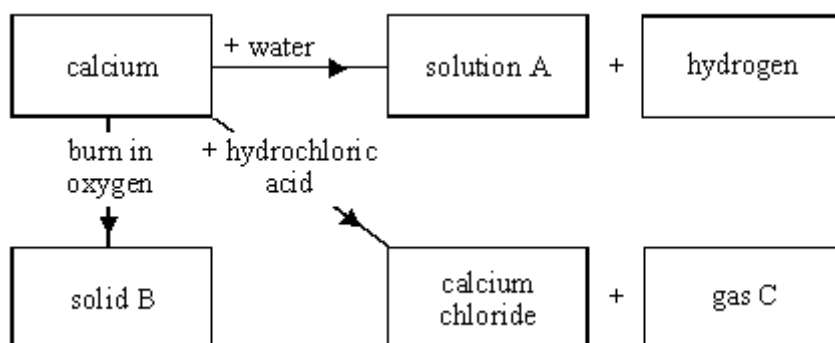 + water
calcium
solution A
+
hydrogen
burn in
oxygen
+ hydrochloric
acid
solid B
calcium
chloride
+
gas C